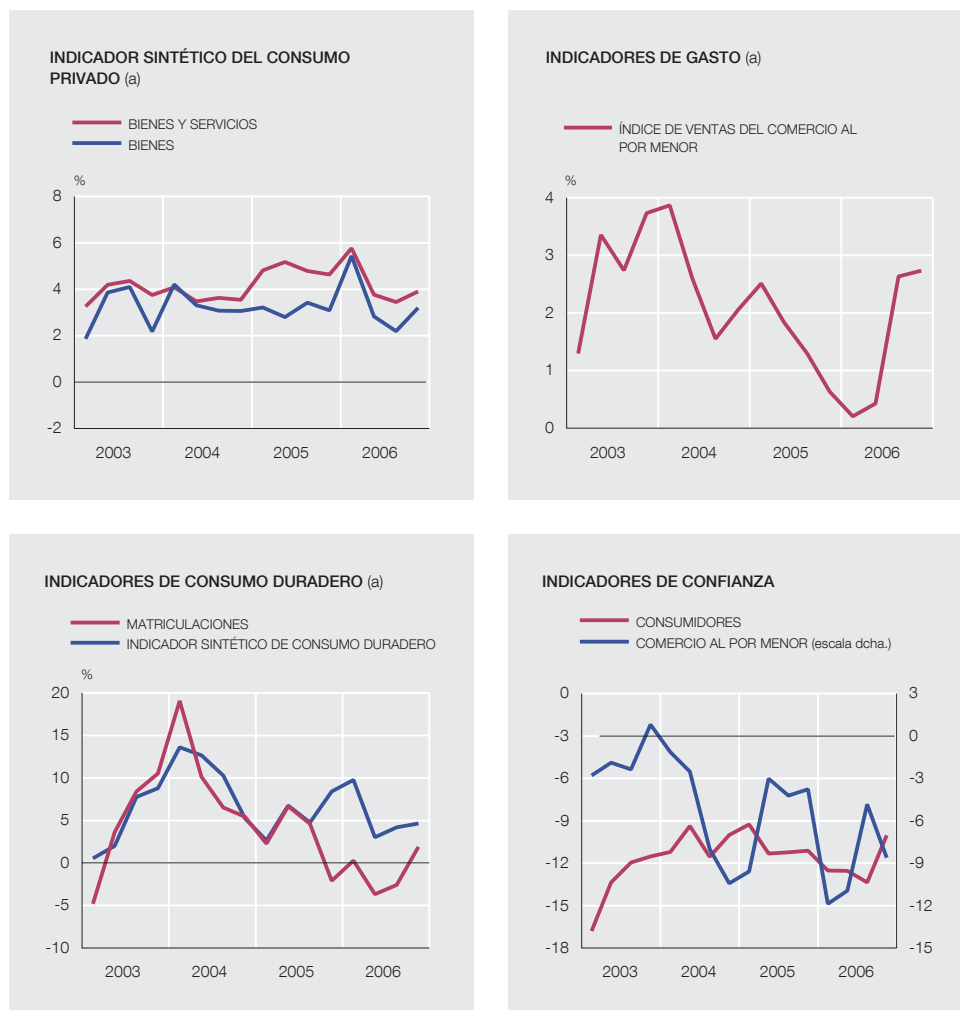 INDICADOR SINTÉTICO DEL CONSUMO
PRIVADO (a)
BIENES Y SERVICIOS
BIENES
%
8
6
4
2
0
-2
2003 2004 2005 2006
INDICADORES DE GASTO (a)
ÍNDICE DE VENTAS DEL COMERCIO AL
POR MENOR
%
4
3
2
1
0
2003 2004 2005 2006
INDICADORES DE CONSUMO DURADERO (a)
MATRICULACIONES
INDICADOR SINTÉTICO DE CONSUMO DURADERO
%
20
15
10
5
0
-5
-10
2003 2004 2005 2006
INDICADORES DE CONFIANZA
CONSUMIDORES
COMERCIO AL POR MENOR (escala dcha.)
0 3
-3 0
-6 -3
-9 -6
-12 -9
-15 -12
-18 -15
2003 2004 2005 2006